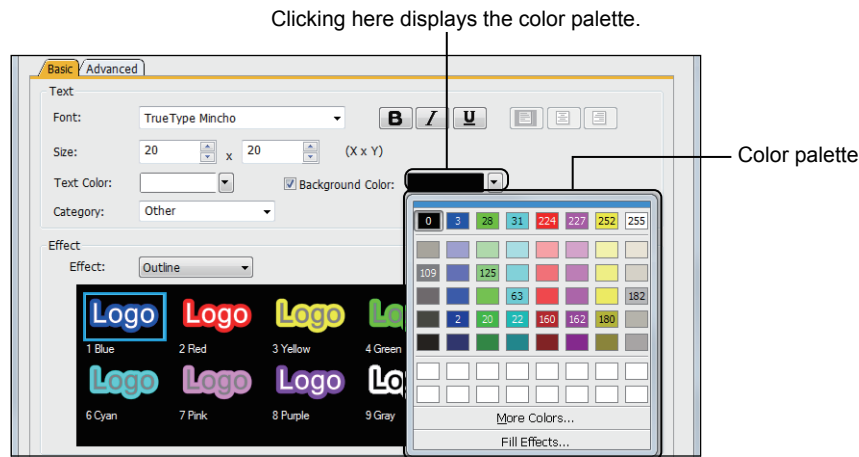 Clicking here displays the color palette.
Basic Advanced
Text
Font: TrueType Mincho B I U
Size: 20 x 20 (X x Y)
Text Color: Background Color:
Color palette
Category: Other
0 3 28 31 224 227 252 255
Effect
Effect: Outline
109 125
63 182
2 20 22 160 162 180
Logo Logo Logo Lo
1 Blue 2 Red 3 Yellow 4 Green
Logo Logo Logo Lo
6 Cyan 7 Pink 8 Purple 9 Gray
More Colors...
Fill Effects...